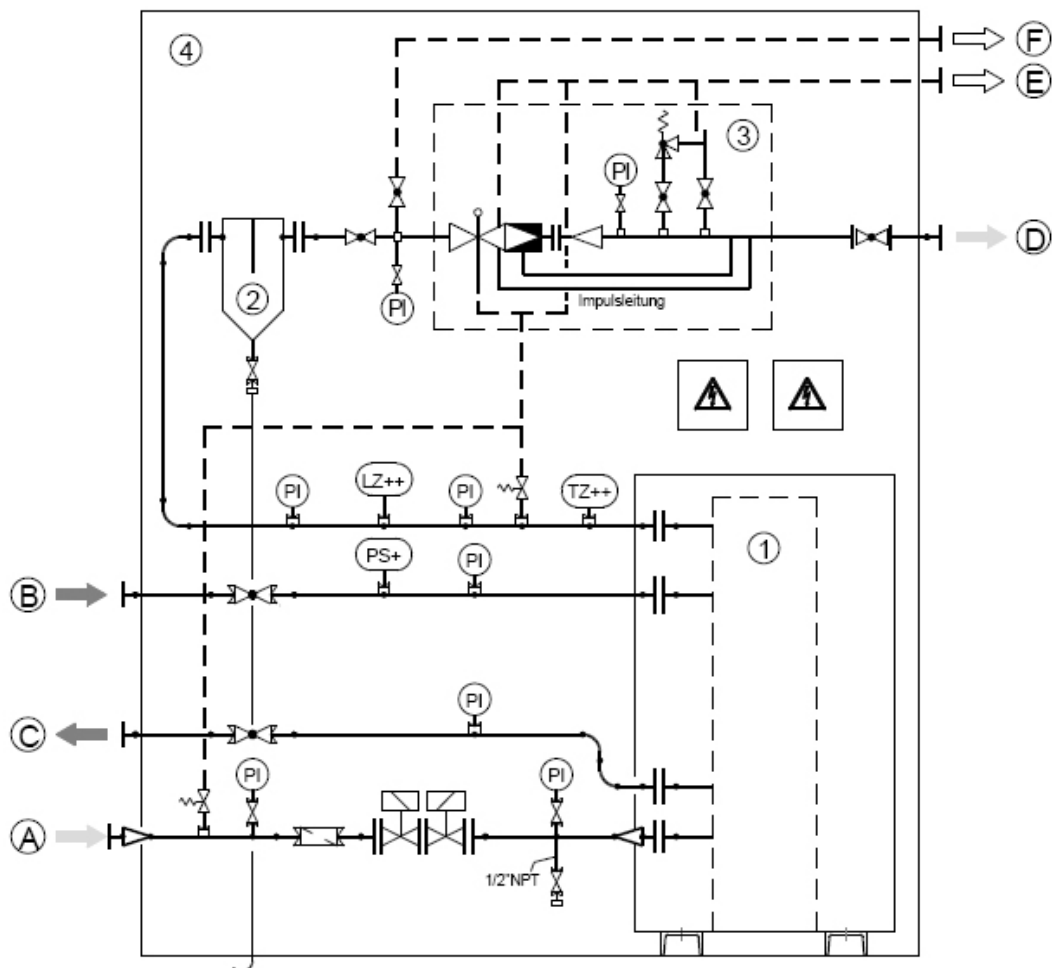 4
F
E
3
PI
D
2
PI
Impulsleitung
PI
LZ++
PI
TZ++
1
PS+
PI
B
PI
C
PI
PI
A
1/2"NPT